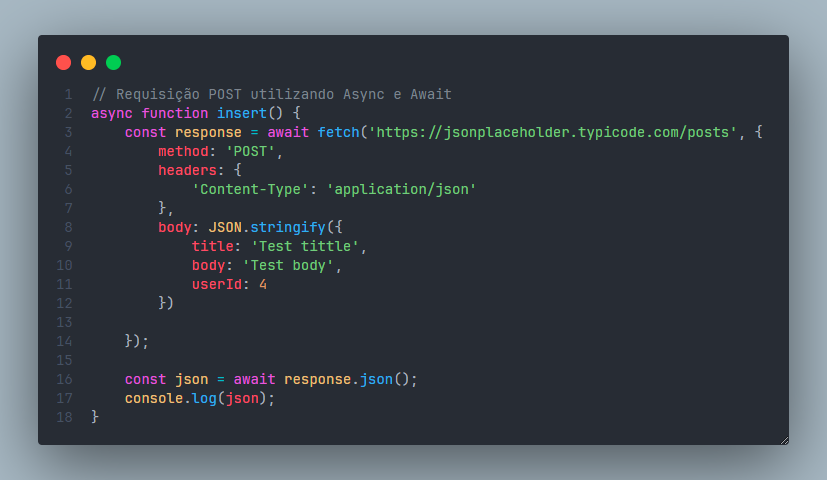 1 // Requisição POST utilizando Async e Await
2 async function insert() {
3     const response = await fetch('https://jsonplaceholder.typicode.com/posts', {
4         method: 'POST',
5         headers: {
6             'Content-Type': 'application/json'
7         },
8         body: JSON.stringify({
9             title: 'Test tittle',
10             body: 'Test body',
11             userId: 4
12         })
13
14     });
15
16     const json = await response.json();
17     console.log(json);
18 }